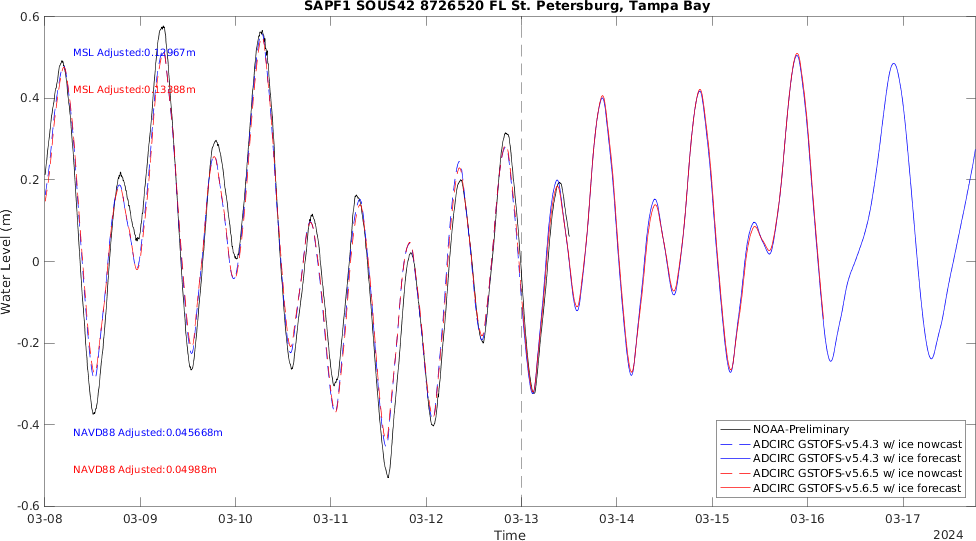 SAPF1 SOUS42 8726520 FL St. Petersburg, Tampa Bay
Water Level (m)
0.6
0.4
0.2
0
-0.2
-0.4
-0.6
MSL Adjusted:0.12967m
MSL Adjusted:0.13388m
NAVD88 Adjusted:0.045668m
NAVD88 Adjusted:0.04988m
NOAA-Preliminary
ADCIRC GSTOFS-v5.4.3 w/ ice nowcast
ADCIRC GSTOFS-v5.4.3 w/ ice forecast
ADCIRC GSTOFS-v5.6.5 w/ ice nowcast
ADCIRC GSTOFS-v5.6.5 w/ ice forecast
03-08 03-09 03-10 03-11 03-12 03-13 03-14 03-15 03-16 03-17
Time
2024